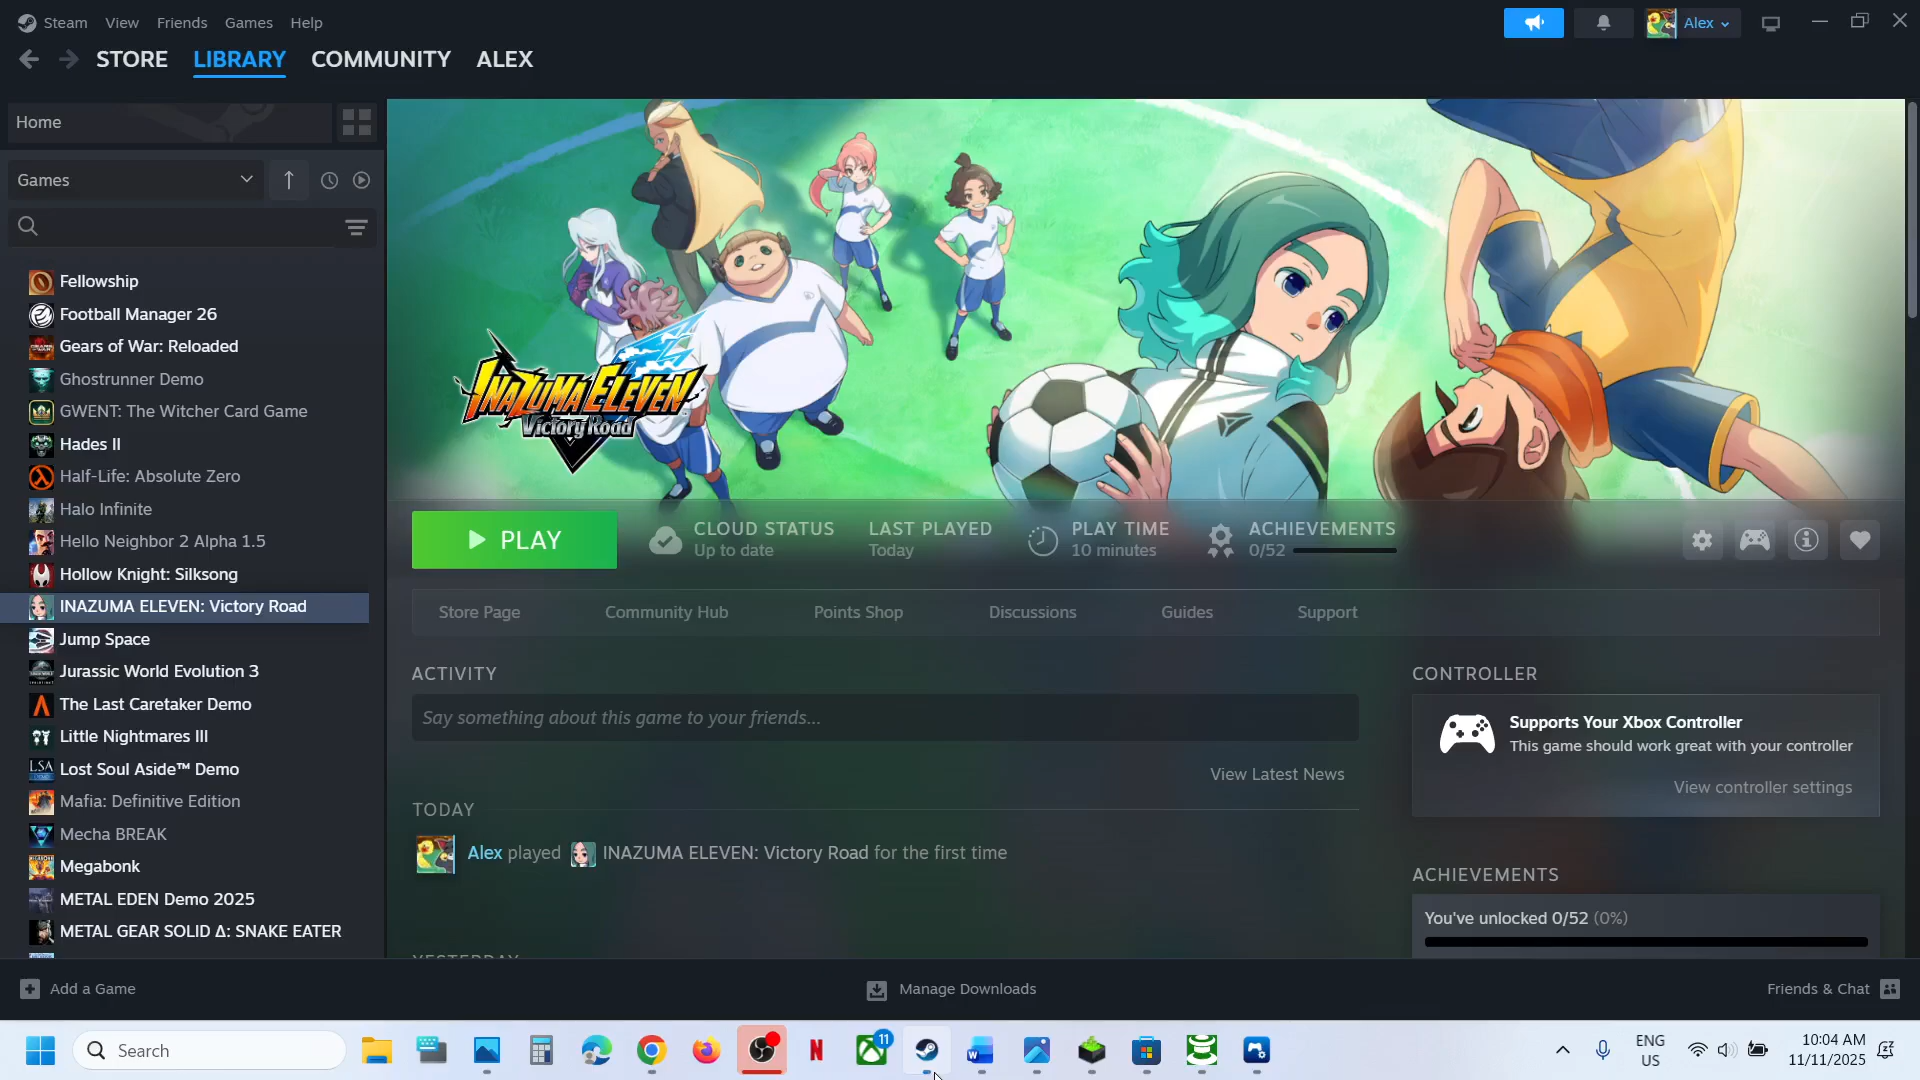 Steam View Friends Games Help
Alex
STORE LIBRARY COMMUNITY ALEX
Home
Games
Fellowship
Football Manager 26
Gears of War: Reloaded
Ghostrunner Demo
GWENT: The Witcher Card Game
Hades II
Half-Life: Absolute Zero
Halo Infinite
Hello Neighbor 2 Alpha 1.5
Hollow Knight: Silksong
INAZUMA ELEVEN: Victory Road
Jump Space
Jurassic World Evolution 3
The Last Caretaker Demo
Little Nightmares III
Lost Soul Aside™ Demo
Mafia: Definitive Edition
Mecha BREAK
Megabonk
METAL EDEN Demo 2025
METAL GEAR SOLID Δ: SNAKE EATER
INAZUMA ELEVEN
Victory Road
PLAY
CLOUD STATUS
Up to date
LAST PLAYED
Today
PLAY TIME
10 minutes
ACHIEVEMENTS
0/52
Store Page Community Hub Points Shop Discussions Guides Support
ACTIVITY
Say something about this game to your friends...
View Latest News
TODAY
Alex played INAZUMA ELEVEN: Victory Road for the first time
YESTERDAY
CONTROLLER
Supports Your Xbox Controller
This game should work great with your controller
View controller settings
ACHIEVEMENTS
You've unlocked 0/52 (0%)
Add a Game
Manage Downloads
Friends & Chat
Search
11
ENG
US
10:04 AM
11/11/2025